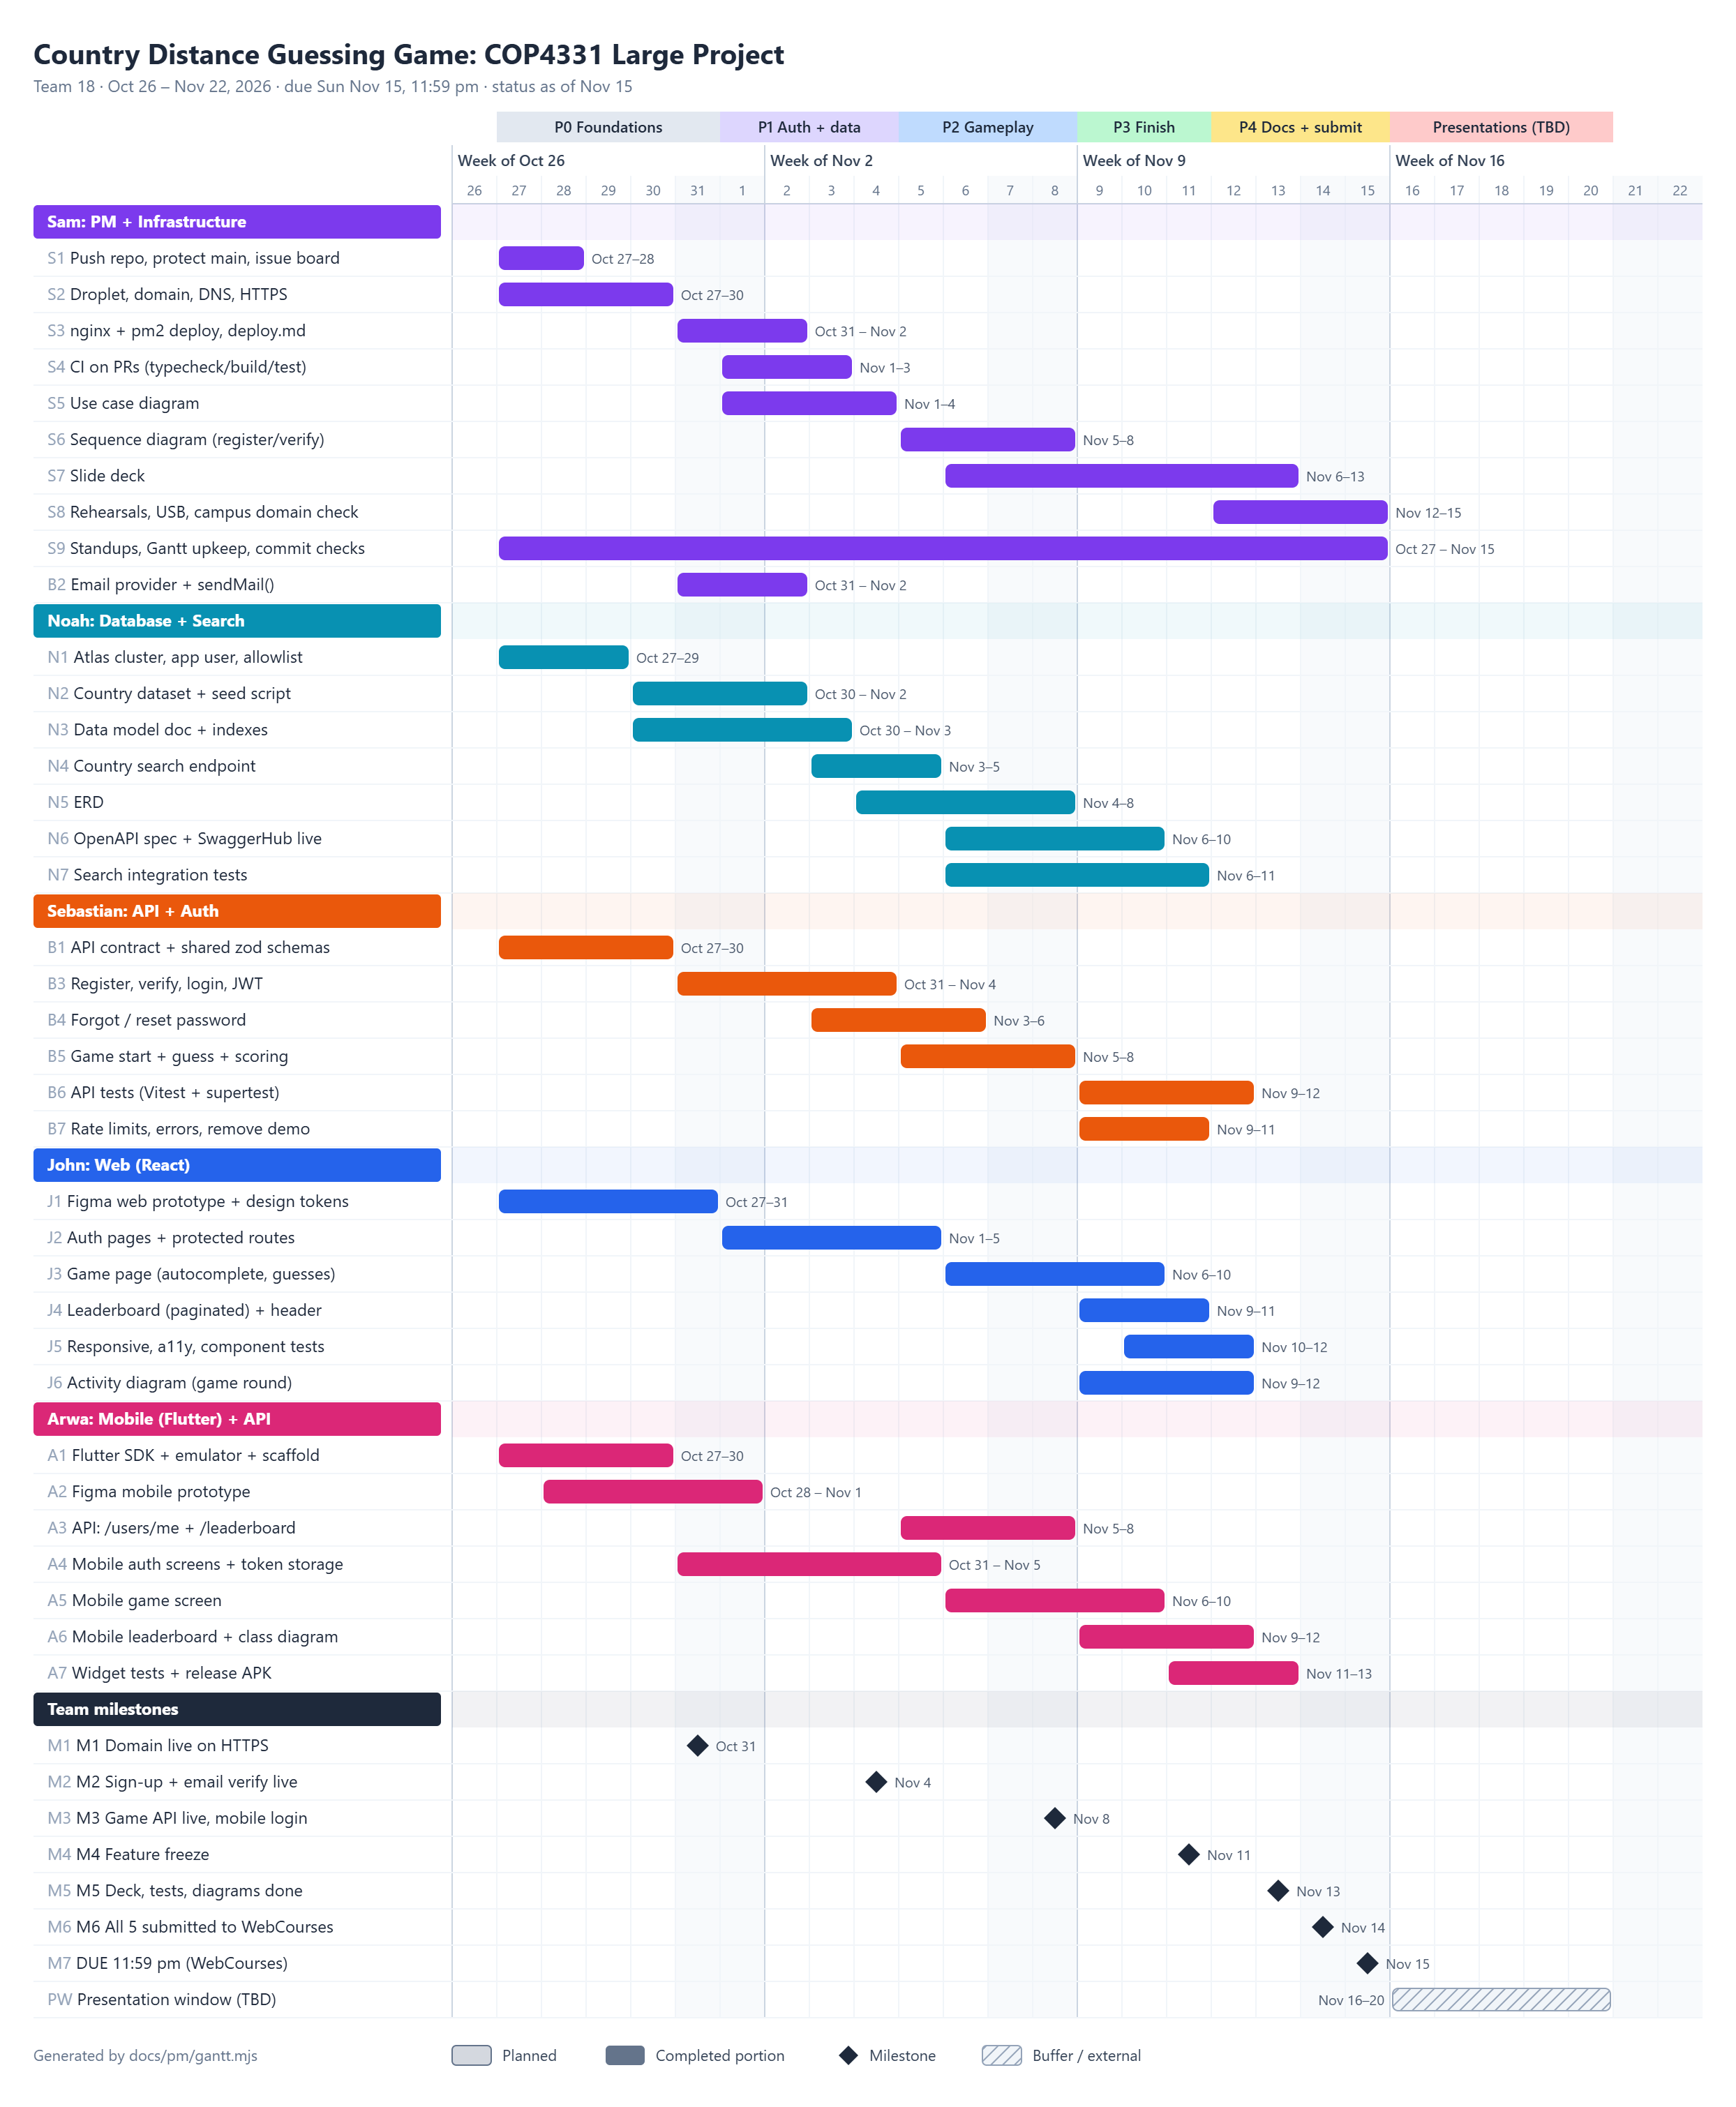 Country Distance Guessing Game: COP4331 Large Project
Team 18 · Oct 26 – Nov 22, 2026 · due Sun Nov 15, 11:59 pm · status as of Nov 15
P0 Foundations P1 Auth + data P2 Gameplay P3 Finish P4 Docs + submit Presentations (TBD)
Week of Oct 26 Week of Nov 2 Week of Nov 9 Week of Nov 16
26 27 28 29 30 31 1 2 3 4 5 6 7 8 9 10 11 12 13 14 15 16 17 18 19 20 21 22
Sam: PM + Infrastructure
S1 Push repo, protect main, issue board Oct 27–28
S2 Droplet, domain, DNS, HTTPS Oct 27–30
S3 nginx + pm2 deploy, deploy.md Oct 31 – Nov 2
S4 CI on PRs (typecheck/build/test) Nov 1–3
S5 Use case diagram Nov 1–4
S6 Sequence diagram (register/verify) Nov 5–8
S7 Slide deck Nov 6–13
S8 Rehearsals, USB, campus domain check Nov 12–15
S9 Standups, Gantt upkeep, commit checks Oct 27 – Nov 15
B2 Email provider + sendMail() Oct 31 – Nov 2
Noah: Database + Search
N1 Atlas cluster, app user, allowlist Oct 27–29
N2 Country dataset + seed script Oct 30 – Nov 2
N3 Data model doc + indexes Oct 30 – Nov 3
N4 Country search endpoint Nov 3–5
N5 ERD Nov 4–8
N6 OpenAPI spec + SwaggerHub live Nov 6–10
N7 Search integration tests Nov 6–11
Sebastian: API + Auth
B1 API contract + shared zod schemas Oct 27–30
B3 Register, verify, login, JWT Oct 31 – Nov 4
B4 Forgot / reset password Nov 3–6
B5 Game start + guess + scoring Nov 5–8
B6 API tests (Vitest + supertest) Nov 9–12
B7 Rate limits, errors, remove demo Nov 9–11
John: Web (React)
J1 Figma web prototype + design tokens Oct 27–31
J2 Auth pages + protected routes Nov 1–5
J3 Game page (autocomplete, guesses) Nov 6–10
J4 Leaderboard (paginated) + header Nov 9–11
J5 Responsive, a11y, component tests Nov 10–12
J6 Activity diagram (game round) Nov 9–12
Arwa: Mobile (Flutter) + API
A1 Flutter SDK + emulator + scaffold Oct 27–30
A2 Figma mobile prototype Oct 28 – Nov 1
A3 API: /users/me + /leaderboard Nov 5–8
A4 Mobile auth screens + token storage Oct 31 – Nov 5
A5 Mobile game screen Nov 6–10
A6 Mobile leaderboard + class diagram Nov 9–12
A7 Widget tests + release APK Nov 11–13
Team milestones
M1 M1 Domain live on HTTPS Oct 31
M2 M2 Sign-up + email verify live Nov 4
M3 M3 Game API live, mobile login Nov 8
M4 M4 Feature freeze Nov 11
M5 M5 Deck, tests, diagrams done Nov 13
M6 M6 All 5 submitted to WebCourses Nov 14
M7 DUE 11:59 pm (WebCourses) Nov 15
PW Presentation window (TBD) Nov 16–20
Generated by docs/pm/gantt.mjs Planned Completed portion Milestone Buffer / external